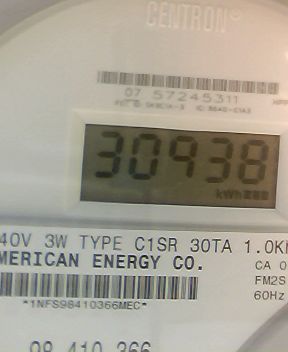 CENTRON®
07 57245311
30938
kWh
40V 3W TYPE C1SR 30TA 1.0K
MERICAN ENERGY CO.
CA 0
FM2S
60Hz
*1NFS98410366MEC*
98 410 366